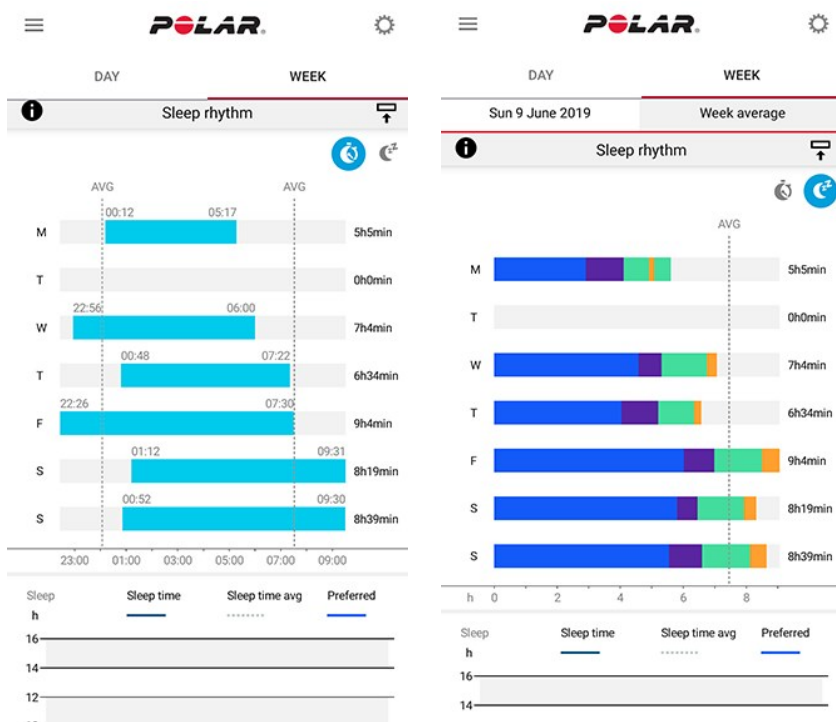 POLAR.
DAY WEEK
Sleep rhythm
AVG AVG
00:12 05:17
M 5h5min
T 0h0min
22:56 06:00
W 7h4min
00:48 07:22
T 6h34min
22:26 07:30
F 9h4min
01:12 09:31
S 8h19min
00:52 09:30
S 8h39min
23:00 01:00 03:00 05:00 07:00 09:00
Sleep Sleep time Sleep time avg Preferred
h
16
14
12
POLAR.
DAY WEEK
Sun 9 June 2019 Week average
Sleep rhythm
AVG
M 5h5min
T 0h0min
W 7h4min
T 6h34min
F 9h4min
S 8h19min
S 8h39min
h 0 2 4 6 8
Sleep Sleep time Sleep time avg Preferred
h
16
14